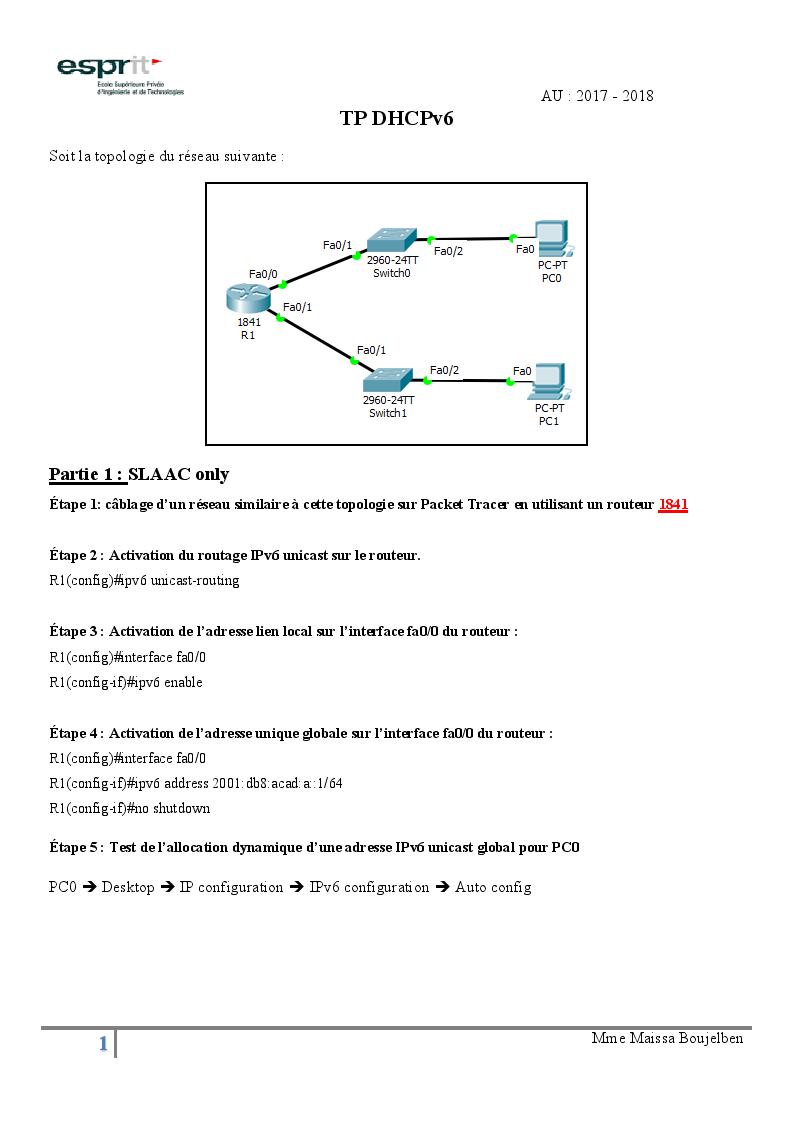 esprit
Ecole Supérieure Privée
d'Ingénierie et de Technologies
AU : 2017 - 2018
TP DHCPv6
Soit la topologie du réseau suivante :
Fa0/1
Fa0/2
Fa0
2960-24TT
Switch0
PC-PT
PC0
Fa0/0
Fa0/1
1841
R1
Fa0/1
Fa0/2
Fa0
2960-24TT
Switch1
PC-PT
PC1
Partie 1 : SLAAC only
Étape 1: câblage d'un réseau similaire à cette topologie sur Packet Tracer en utilisant un routeur 1841
Étape 2 : Activation du routage IPv6 unicast sur le routeur.
R1(config)#ipv6 unicast-routing
Étape 3 : Activation de l'adresse lien local sur l'interface fa0/0 du routeur :
R1(config)#interface fa0/0
R1(config-if)#ipv6 enable
Étape 4 : Activation de l'adresse unique globale sur l'interface fa0/0 du routeur :
R1(config)#interface fa0/0
R1(config-if)#ipv6 address 2001:db8:acad:a::1/64
R1(config-if)#no shutdown
Étape 5 : Test de l'allocation dynamique d'une adresse IPv6 unicast global pour PC0
PC0 ➔ Desktop ➔ IP configuration ➔ IPv6 configuration ➔ Auto config
1
Mme Maissa Boujelben